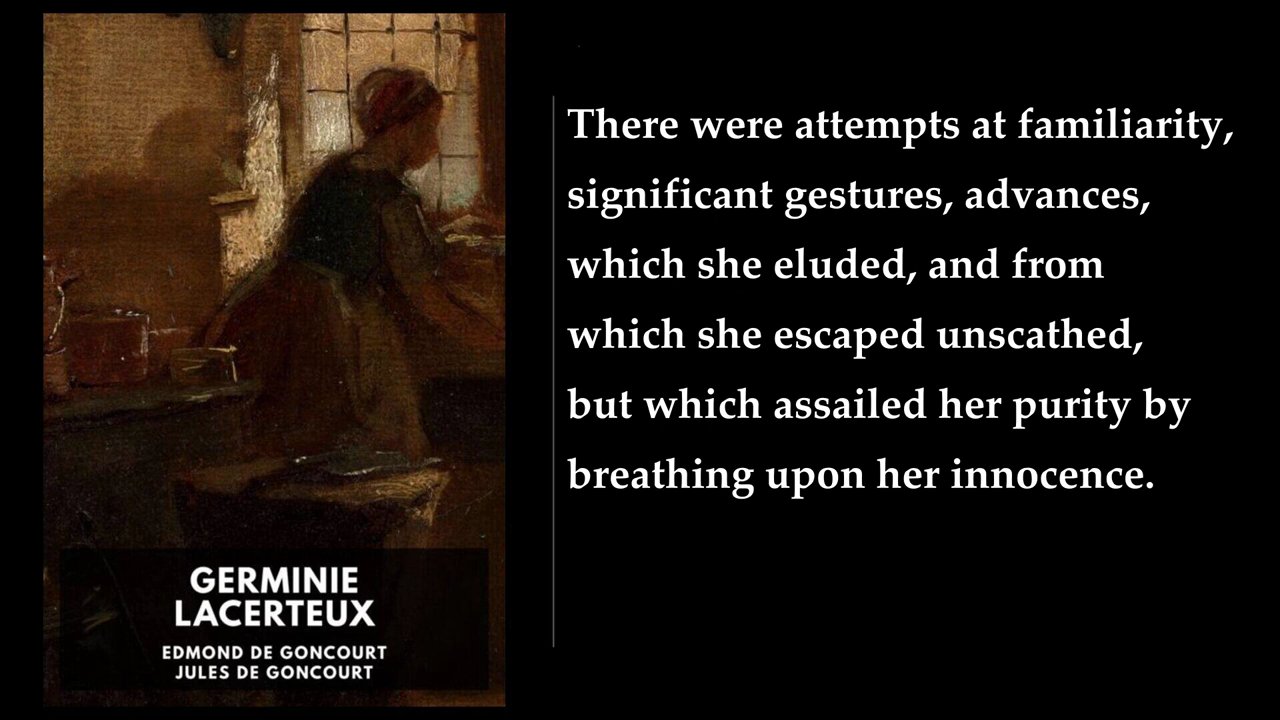 There were attempts at familiarity,
significant gestures, advances,
which she eluded, and from
which she escaped unscathed,
but which assailed her purity by
breathing upon her innocence.
GERMINIE
LACERTEUX
EDMOND DE GONCOURT
JULES DE GONCOURT